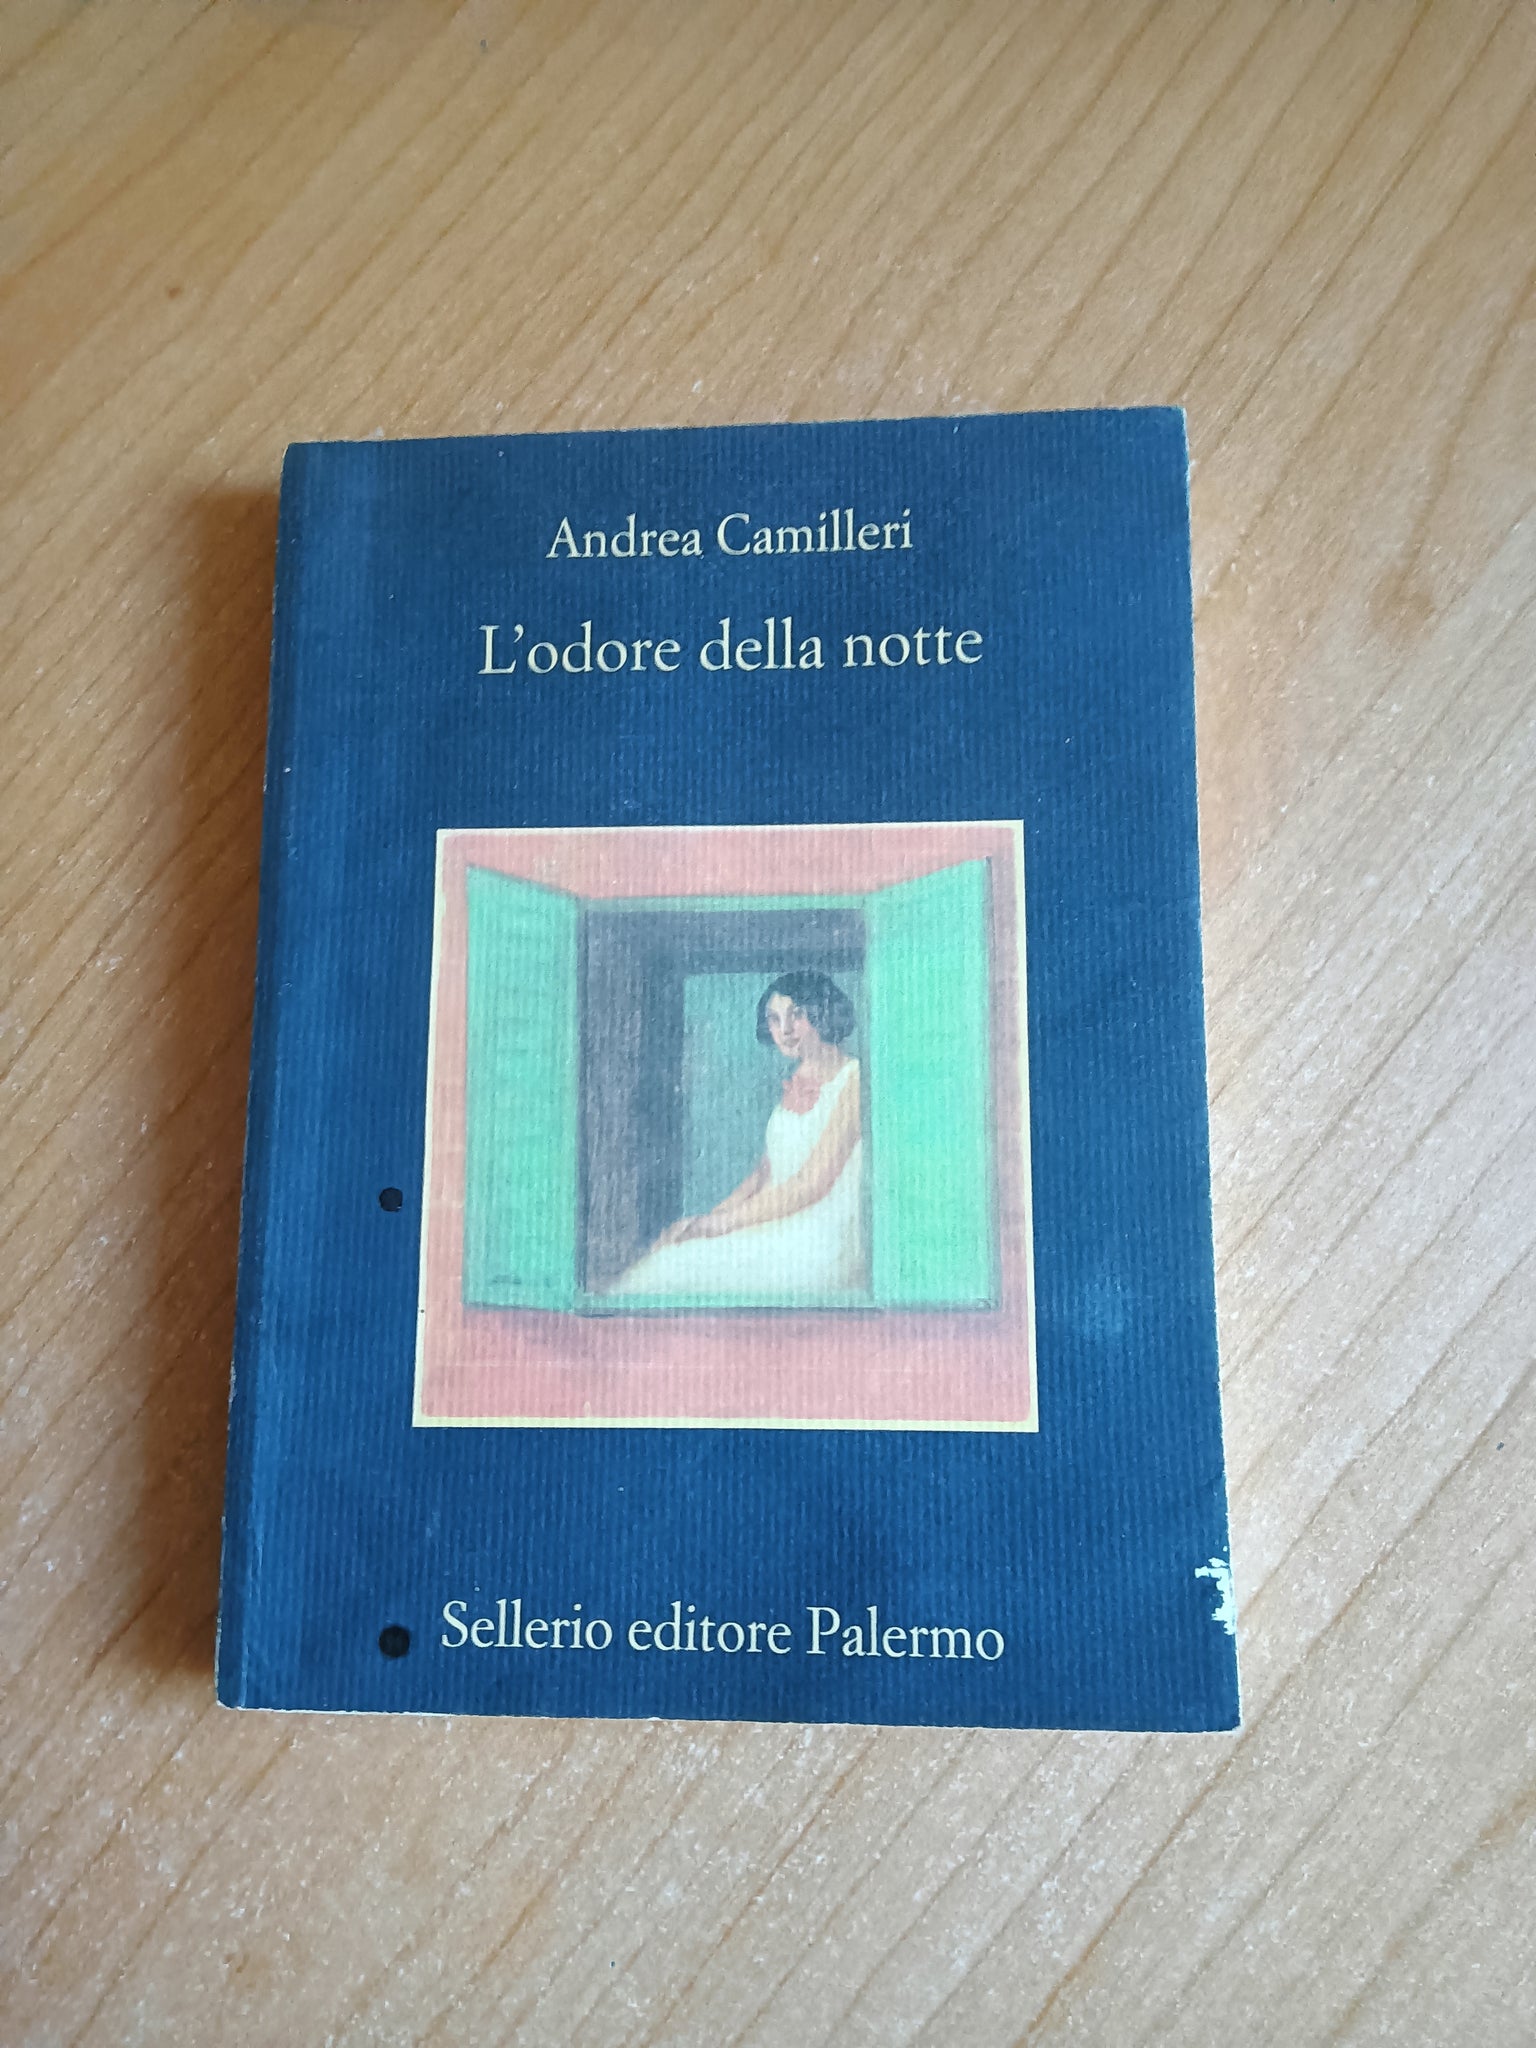 Andrea Camilleri
L'odore della notte
Sellerio editore Palermo